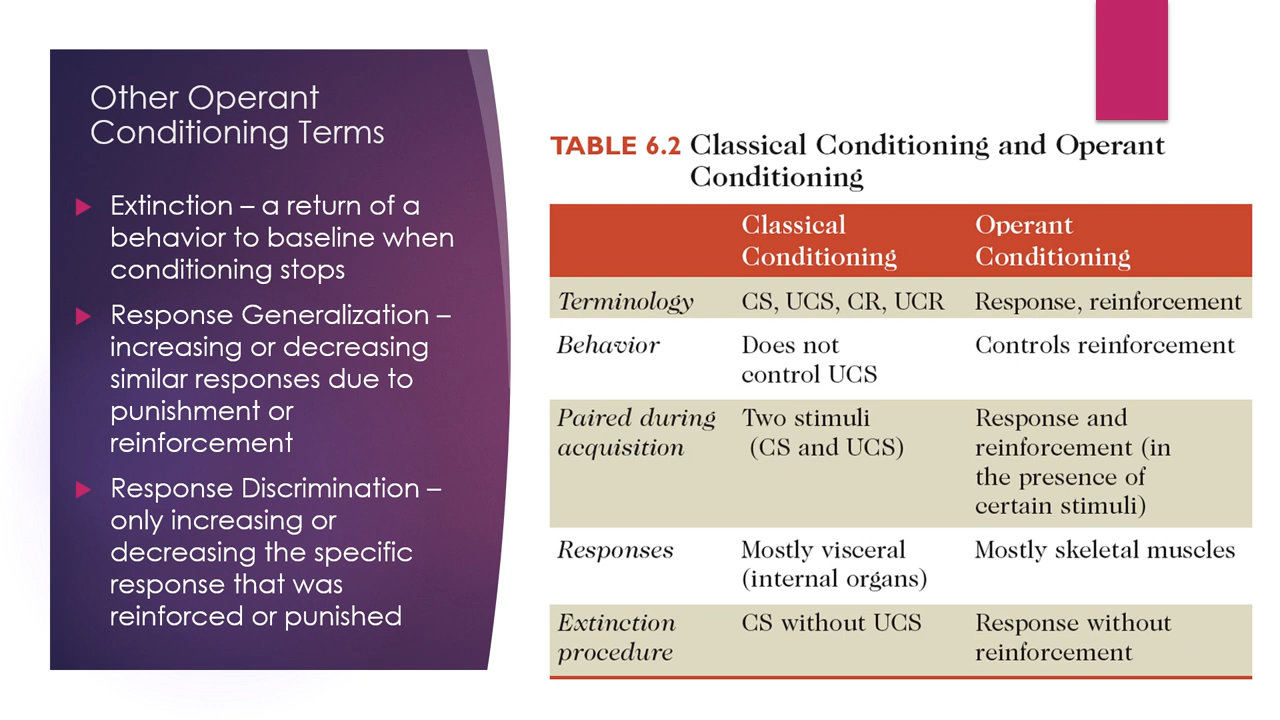 Other Operant
Conditioning Terms
Extinction – a return of a
behavior to baseline when
conditioning stops
Response Generalization –
increasing or decreasing
similar responses due to
punishment or
reinforcement
Response Discrimination –
only increasing or
decreasing the specific
response that was
reinforced or punished
TABLE 6.2 Classical Conditioning and Operant
Conditioning
Classical Operant
Conditioning Conditioning
Terminology CS, UCS, CR, UCR Response, reinforcement
Behavior Does not Controls reinforcement
control UCS
Paired during Two stimuli Response and
acquisition (CS and UCS) reinforcement (in
the presence of
certain stimuli)
Responses Mostly visceral Mostly skeletal muscles
(internal organs)
Extinction CS without UCS Response without
procedure reinforcement